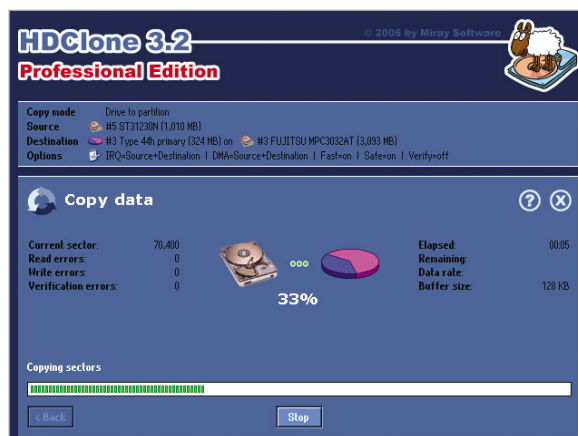 HDClone 3.2
© 2006 by Miray Software
Professional Edition
Copy mode Drive to partition
Source #5 ST31230N (1,010 MB)
Destination #3 Type 44h primary (324 MB) on #3 FUJITSU MPC3032AT (3,093 MB)
Options IRQ=Source+Destination | DMA=Source+Destination | Fast=on | Safe=on | Verify=off
Copy data
? X
Current sector: 70,400 Elapsed: 00:05
Read errors: 0 Remaining:
Write errors: 0 Data rate:
Verification errors: 0 Buffer size: 128 KB
33%
Copying sectors
< Back Stop